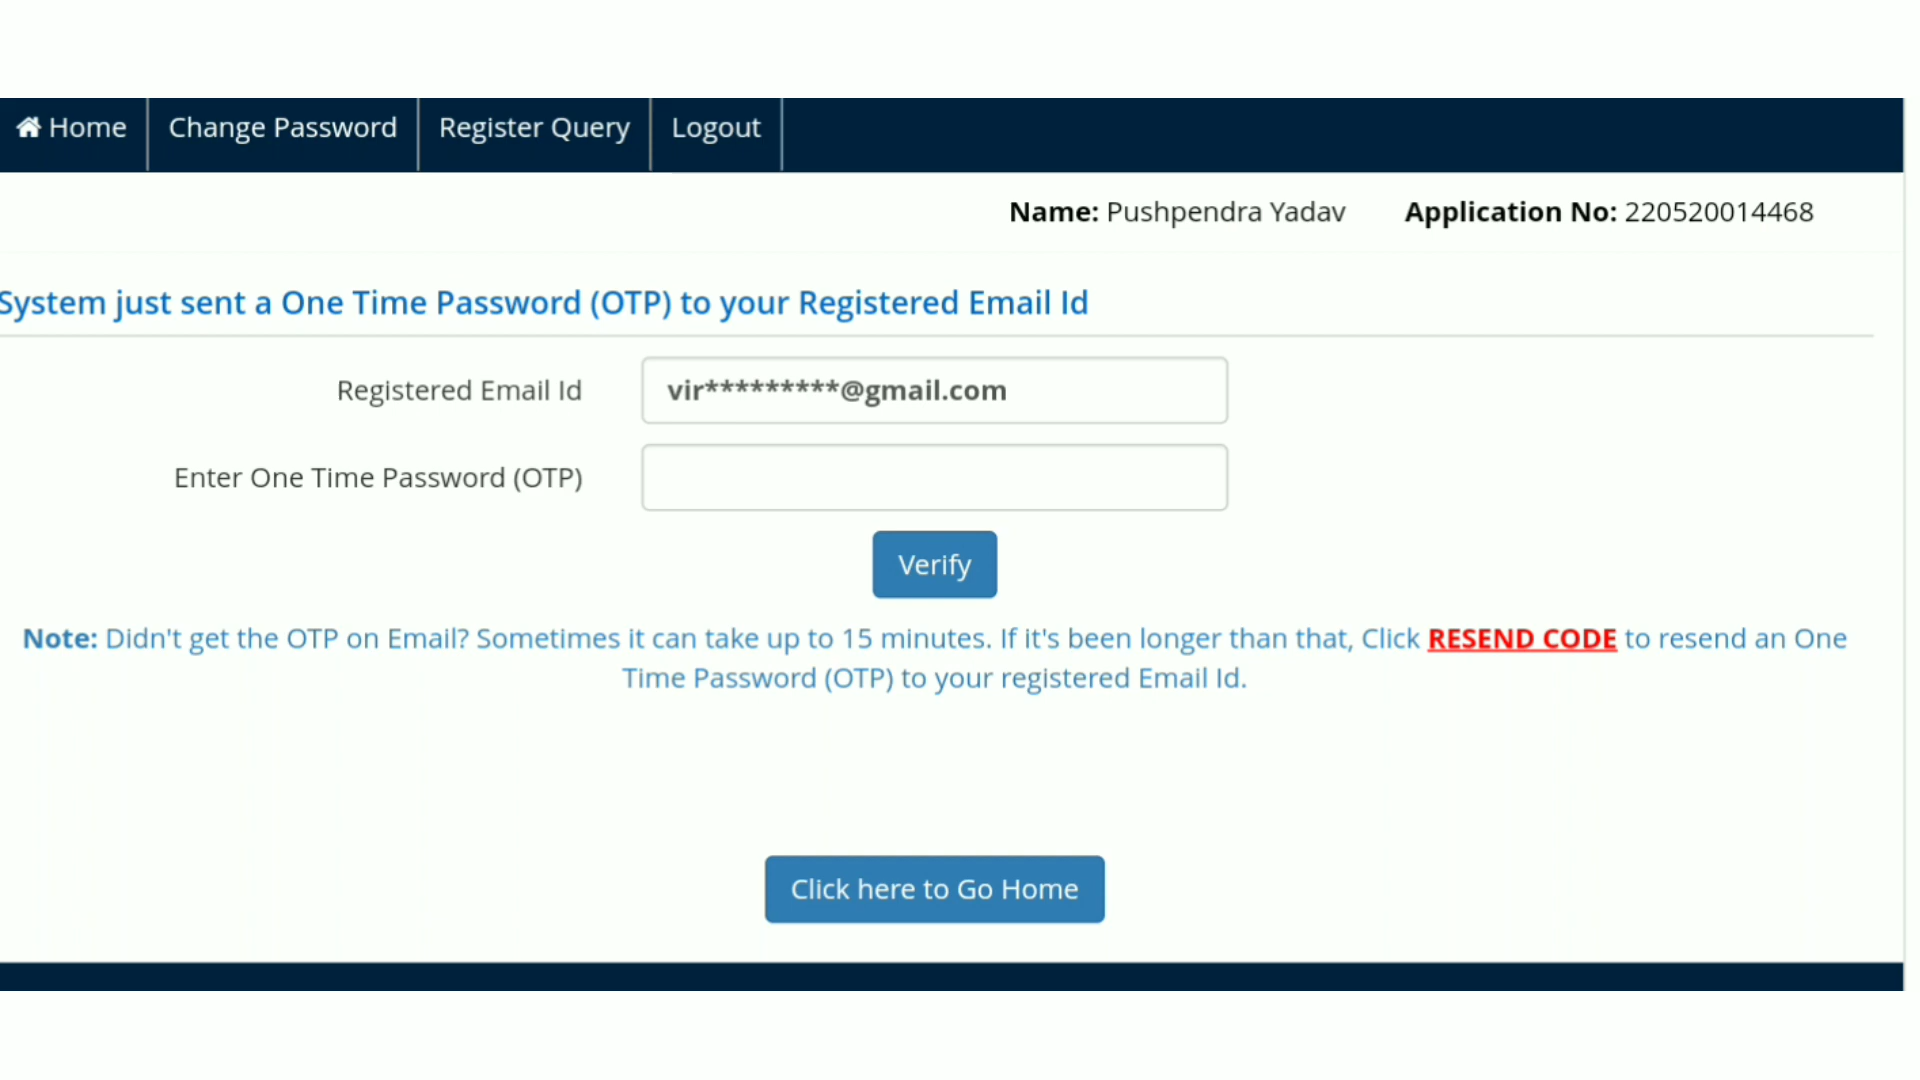 Home Change Password Register Query Logout
Name: Pushpendra Yadav Application No: 220520014468
System just sent a One Time Password (OTP) to your Registered Email Id
Registered Email Id vir*********@gmail.com
Enter One Time Password (OTP)
Verify
Note: Didn't get the OTP on Email? Sometimes it can take up to 15 minutes. If it's been longer than that, Click RESEND CODE to resend an One
Time Password (OTP) to your registered Email Id.
Click here to Go Home